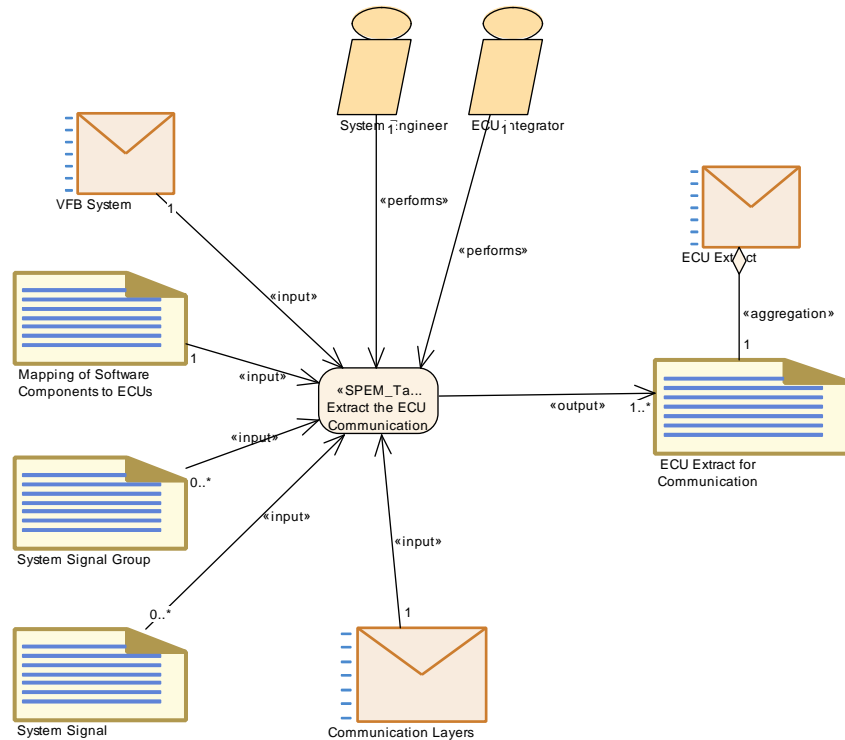 System Engineer
1
ECU Integrator
1
«performs»
«performs»
VFB System
1
«input»
ECU Extract
«aggregation»
1
Mapping of Software
Components to ECUs
1
«input»
«SPEM_Ta...
Extract the ECU
Communication
«output»
1..*
ECU Extract for
Communication
System Signal Group
0..*
«input»
System Signal
0..*
«input»
Communication Layers
1
«input»